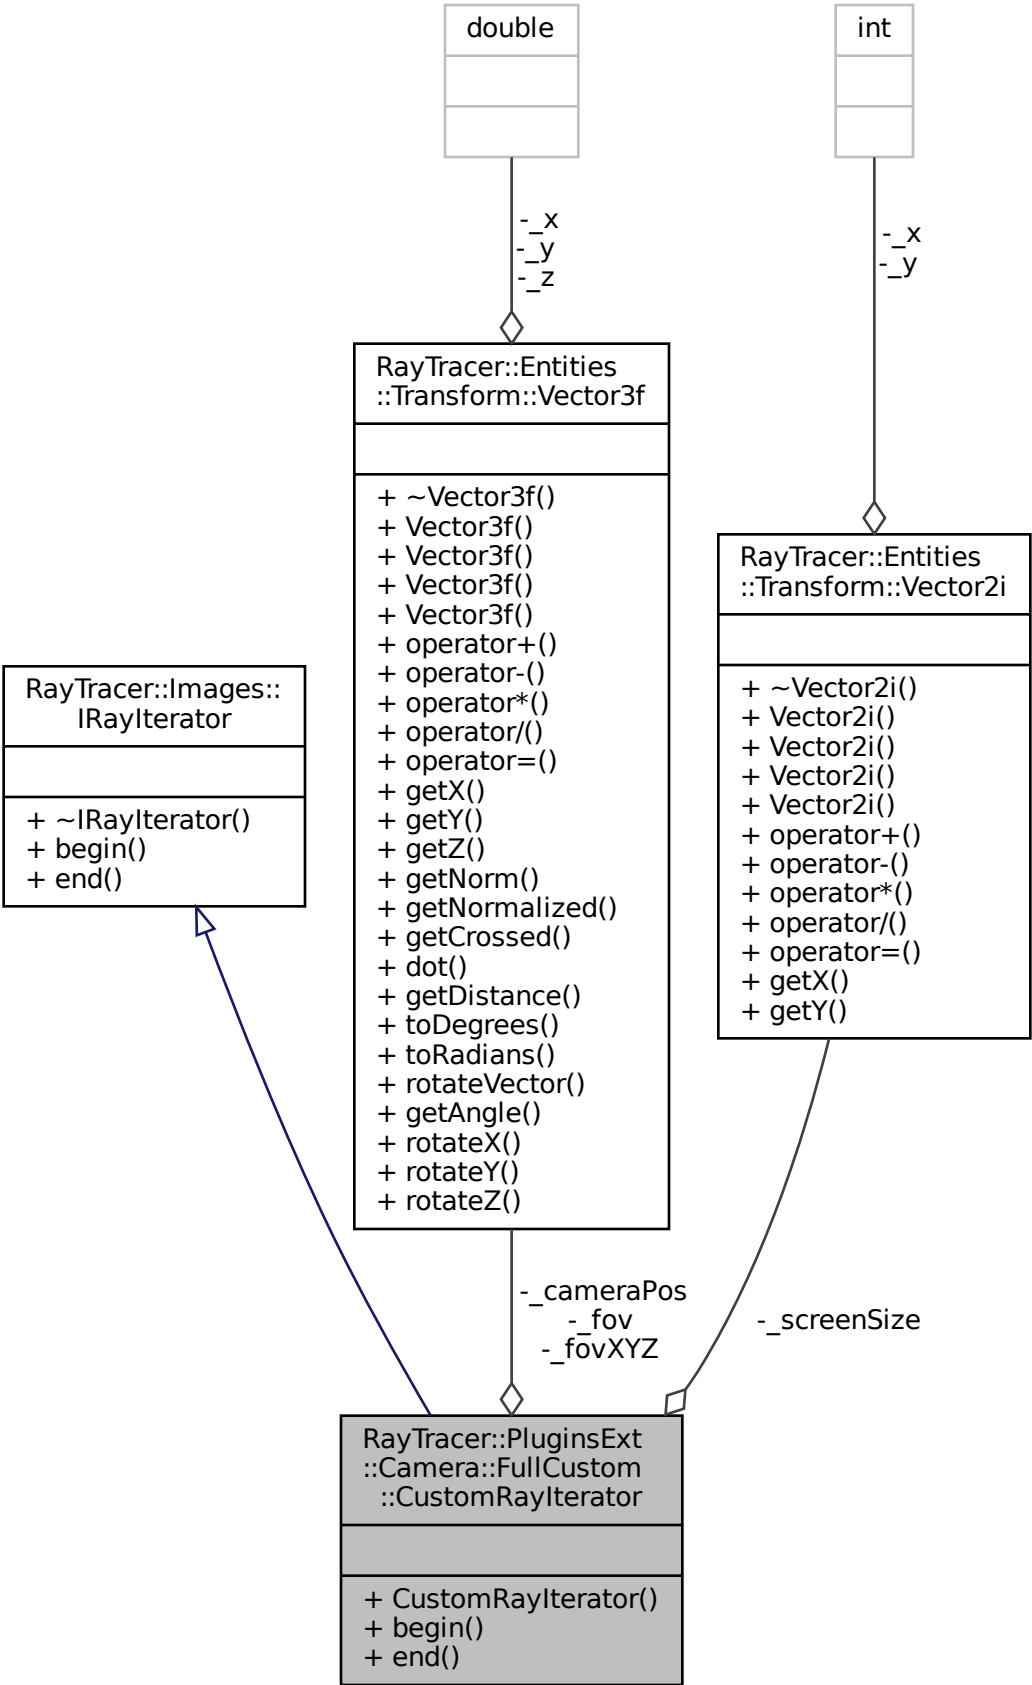 double
int
-_x
-_y
-_z
-_x
-_y
RayTracer::Entities
::Transform::Vector3f
+ ~Vector3f()
+ Vector3f()
+ Vector3f()
+ Vector3f()
+ Vector3f()
+ operator+()
+ operator-()
+ operator*()
+ operator/()
+ operator=()
+ getX()
+ getY()
+ getZ()
+ getNorm()
+ getNormalized()
+ getCrossed()
+ dot()
+ getDistance()
+ toDegrees()
+ toRadians()
+ rotateVector()
+ getAngle()
+ rotateX()
+ rotateY()
+ rotateZ()
RayTracer::Entities
::Transform::Vector2i
+ ~Vector2i()
+ Vector2i()
+ Vector2i()
+ Vector2i()
+ Vector2i()
+ operator+()
+ operator-()
+ operator*()
+ operator/()
+ operator=()
+ getX()
+ getY()
RayTracer::Images::
IRayIterator
+ ~IRayIterator()
+ begin()
+ end()
-_cameraPos
-_fov
-_fovXYZ
-_screenSize
RayTracer::PluginsExt
::Camera::FullCustom
::CustomRayIterator
+ CustomRayIterator()
+ begin()
+ end()